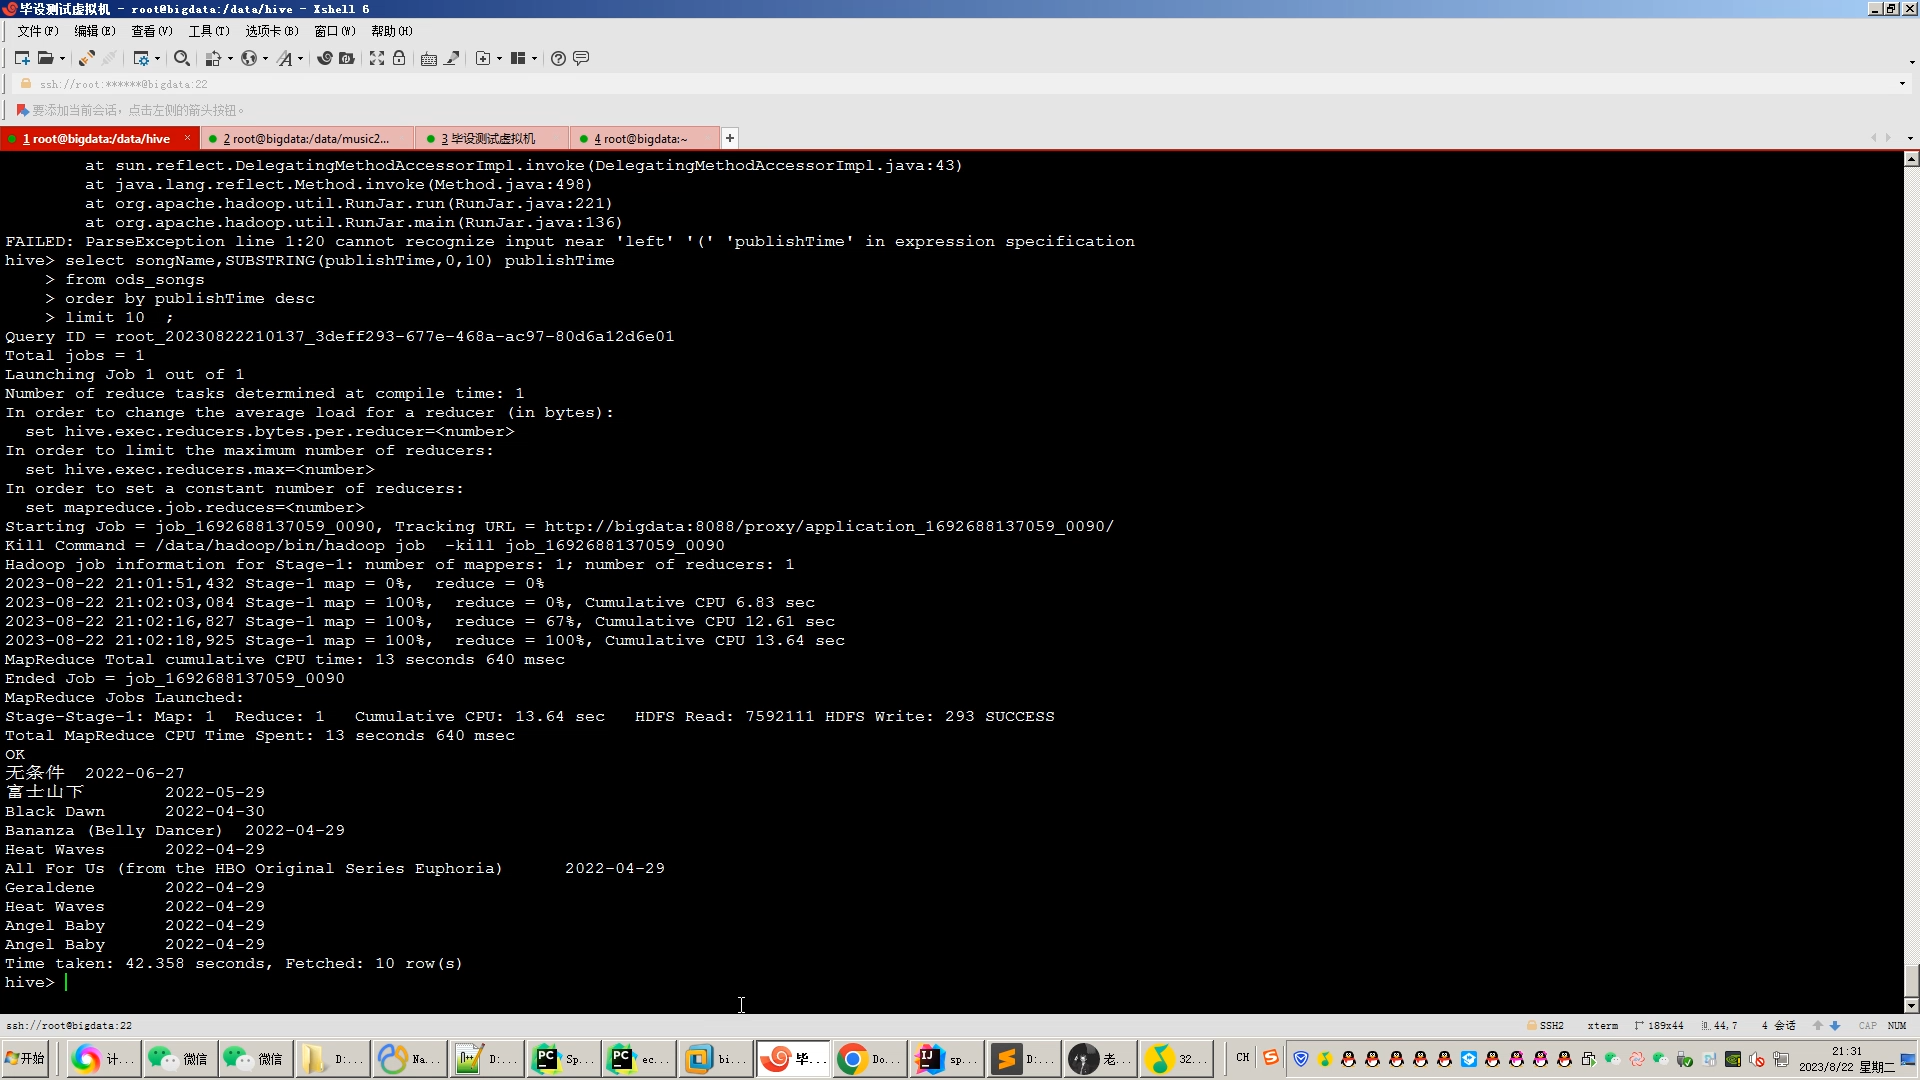 毕设测试虚拟机 - root@bigdata:/data/hive - Xshell 6
文件(F) 编辑(E) 查看(V) 工具(T) 选项卡(B) 窗口(W) 帮助(H)
ssh://root:******@bigdata:22
要添加当前会话，点击左侧的箭头按钮。
1 root@bigdata:/data/hive × 2 root@bigdata:/data/music2... 3 毕设测试虚拟机 4 root@bigdata:~ +
at sun.reflect.DelegatingMethodAccessorImpl.invoke(DelegatingMethodAccessorImpl.java:43)
at java.lang.reflect.Method.invoke(Method.java:498)
at org.apache.hadoop.util.RunJar.run(RunJar.java:221)
at org.apache.hadoop.util.RunJar.main(RunJar.java:136)
FAILED: ParseException line 1:20 cannot recognize input near 'left' '(' 'publishTime' in expression specification
hive> select songName,SUBSTRING(publishTime,0,10) publishTime
> from ods_songs
> order by publishTime desc
> limit 10  ;
Query ID = root_20230822210137_3deff293-677e-468a-ac97-80d6a12d6e01
Total jobs = 1
Launching Job 1 out of 1
Number of reduce tasks determined at compile time: 1
In order to change the average load for a reducer (in bytes):
set hive.exec.reducers.bytes.per.reducer=<number>
In order to limit the maximum number of reducers:
set hive.exec.reducers.max=<number>
In order to set a constant number of reducers:
set mapreduce.job.reduces=<number>
Starting Job = job_1692688137059_0090, Tracking URL = http://bigdata:8088/proxy/application_1692688137059_0090/
Kill Command = /data/hadoop/bin/hadoop job  -kill job_1692688137059_0090
Hadoop job information for Stage-1: number of mappers: 1; number of reducers: 1
2023-08-22 21:01:51,432 Stage-1 map = 0%,  reduce = 0%
2023-08-22 21:02:03,084 Stage-1 map = 100%,  reduce = 0%, Cumulative CPU 6.83 sec
2023-08-22 21:02:16,827 Stage-1 map = 100%,  reduce = 67%, Cumulative CPU 12.61 sec
2023-08-22 21:02:18,925 Stage-1 map = 100%,  reduce = 100%, Cumulative CPU 13.64 sec
MapReduce Total cumulative CPU time: 13 seconds 640 msec
Ended Job = job_1692688137059_0090
MapReduce Jobs Launched:
Stage-Stage-1: Map: 1  Reduce: 1   Cumulative CPU: 13.64 sec   HDFS Read: 7592111 HDFS Write: 293 SUCCESS
Total MapReduce CPU Time Spent: 13 seconds 640 msec
OK
无条件  2022-06-27
富士山下        2022-05-29
Black Dawn      2022-04-30
Bananza (Belly Dancer)  2022-04-29
Heat Waves      2022-04-29
All For Us (from the HBO Original Series Euphoria)      2022-04-29
Geraldene       2022-04-29
Heat Waves      2022-04-29
Angel Baby      2022-04-29
Angel Baby      2022-04-29
Time taken: 42.358 seconds, Fetched: 10 row(s)
hive>
ssh://root@bigdata:22 SSH2 xterm 189x44 44,7 4 会话 CAP NUM
开始 计... 微信 微信 D:... Na... D:... Sp... ec... bi... 毕... Do... sp... D:... 老... 32... CH 21:31
2023/8/22 星期二